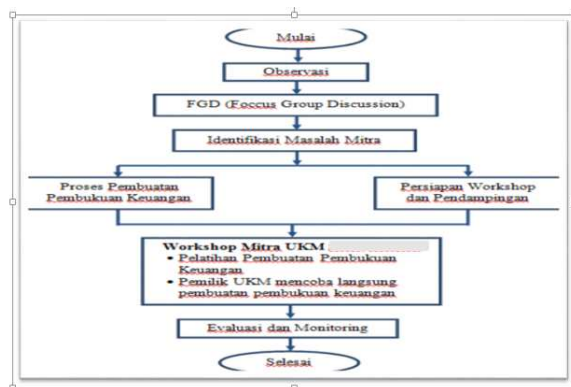 Mulai
Observasi
FGD (Foccus Group Discussion)
Identifikasi Masalah Mitra
Proses Pembuatan
Pembukuan Keuangan
Persiapan Workshop
dan Pendampingan
Workshop Mitra UKM
• Pelatihan Pembuatan Pembukuan
Keuangan
• Pemilik UKM mencoba langsung
pembuatan pembukuan keuangan
Evaluasi dan Monitoring
Selesai